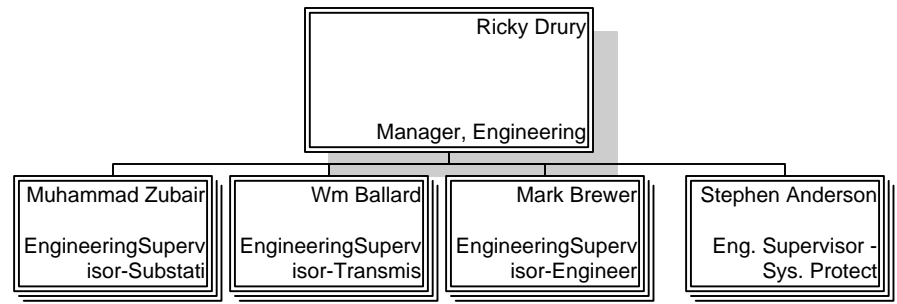 Ricky Drury
Manager, Engineering
Muhammad Zubair
EngineeringSuperv
isor-Substati
Wm Ballard
EngineeringSuperv
isor-Transmis
Mark Brewer
EngineeringSuperv
isor-Engineer
Stephen Anderson
Eng. Supervisor -
Sys. Protect